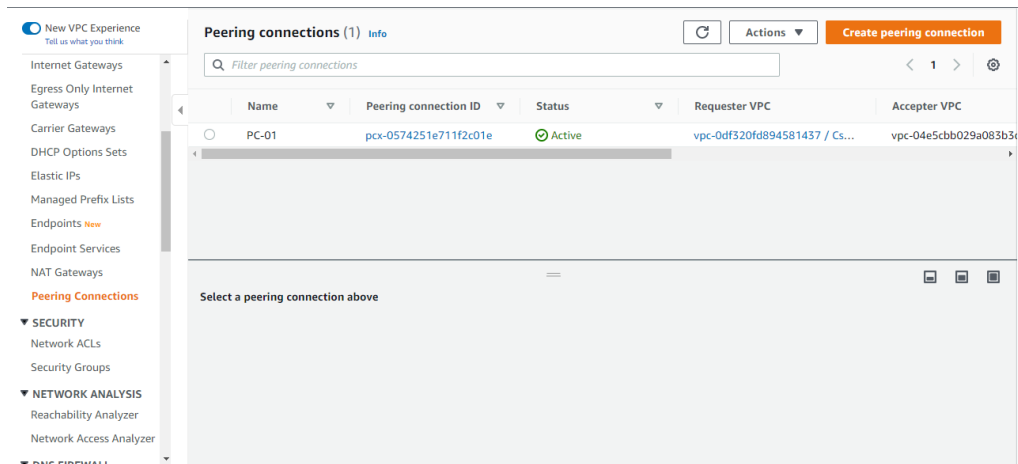 New VPC Experience
Tell us what you think
Internet Gateways
Egress Only Internet
Gateways
Carrier Gateways
DHCP Options Sets
Elastic IPs
Managed Prefix Lists
Endpoints New
Endpoint Services
NAT Gateways
Peering Connections
SECURITY
Network ACLs
Security Groups
NETWORK ANALYSIS
Reachability Analyzer
Network Access Analyzer
DNS FIREWALL
Peering connections (1) Info
Actions
Create peering connection
Filter peering connections
1
Name Peering connection ID Status Requester VPC Accepter VPC
PC-01 pcx-0574251e711f2c01e Active vpc-0df320fd894581437 / Cs... vpc-04e5cbb029a083b3
Select a peering connection above